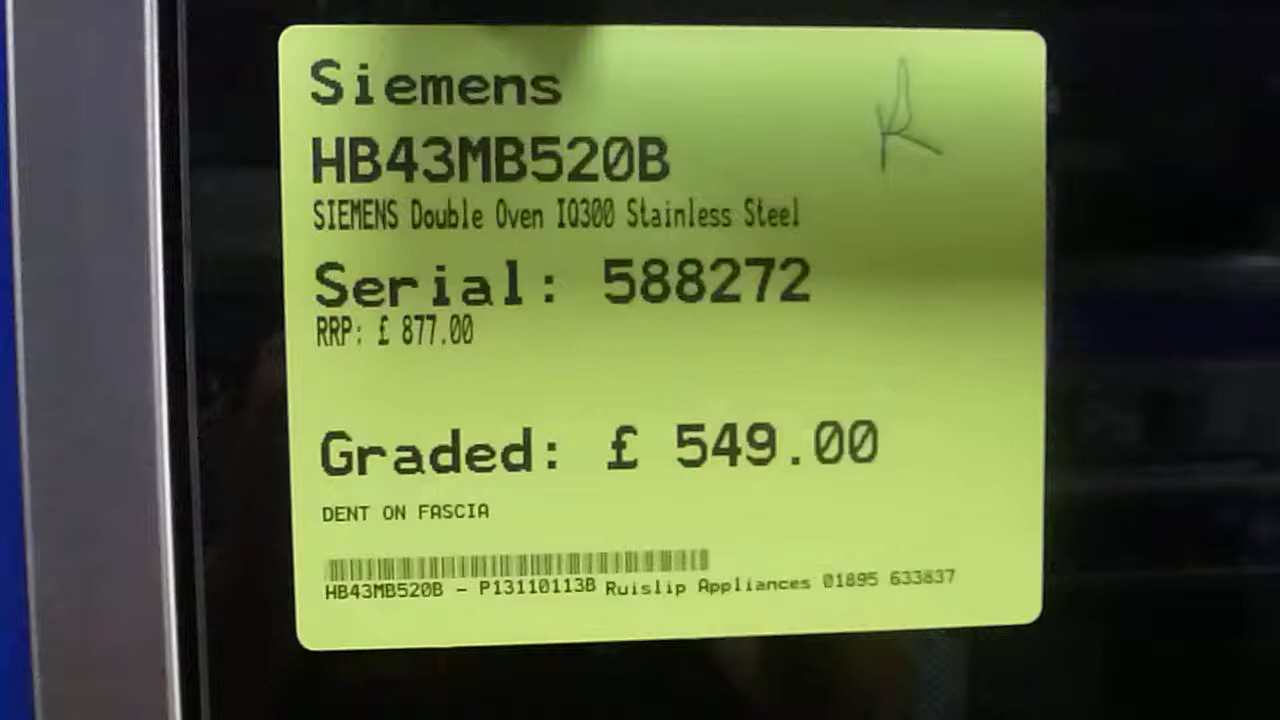 Siemens
K
HB43MB520B
SIEMENS Double Oven IQ300 Stainless Steel
Serial: 588272
RRP: £ 877.00
Graded: £ 549.00
DENT ON FASCIA
HB43MB520B - P13110113B Ruislip Appliances 01895 633837